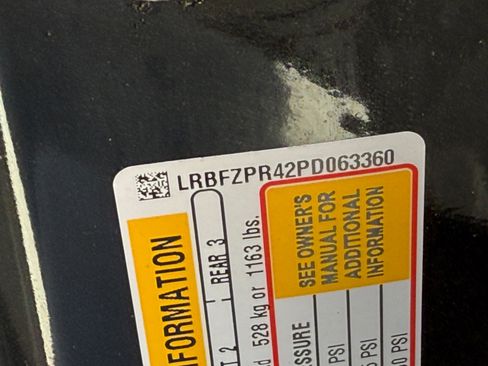 LRBFZPR42PD063360
INFORMATION
REAR 3
T 2
d 528 kg or 1163 lbs.
SEE OWNER'S
MANUAL FOR
ADDITIONAL
INFORMATION
SSURE
PSI
PSI
0 PSI